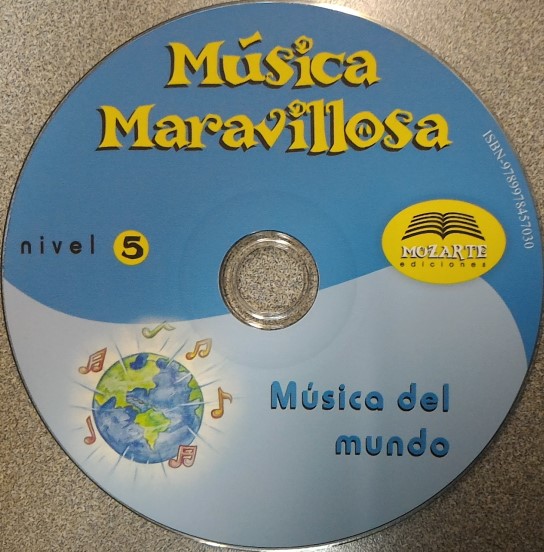 Música
Maravillosa
ISBN-9789978457030
nivel 5
MOZARTE
ediciones
Música del
mundo